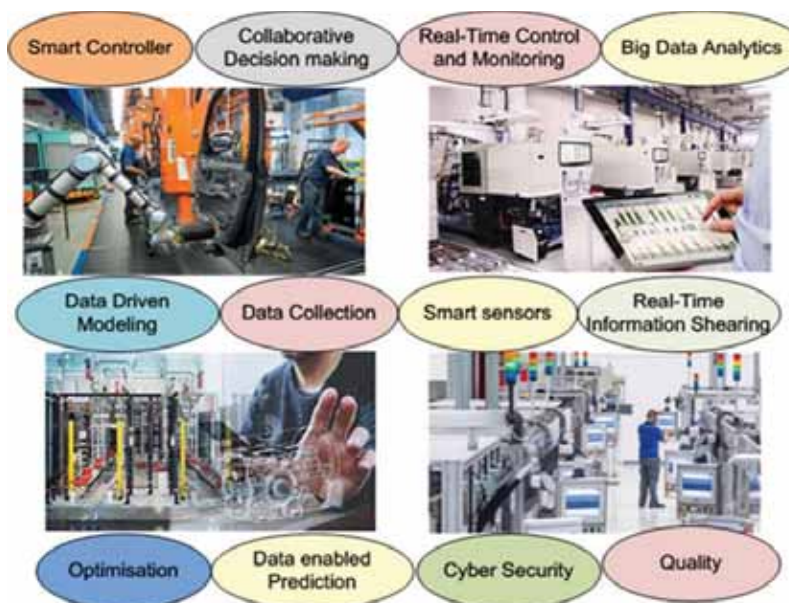 Smart Controller
Collaborative
Decision making
Real-Time Control
and Monitoring
Big Data Analytics
Data Driven
Modeling
Data Collection
Smart sensors
Real-Time
Information Shearing
Optimisation
Data enabled
Prediction
Cyber Security
Quality